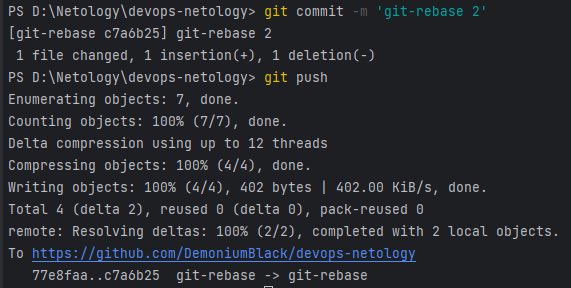 PS D:\Netology\devops-netology> git commit -m 'git-rebase 2'
[git-rebase c7a6b25] git-rebase 2
 1 file changed, 1 insertion(+), 1 deletion(-)
PS D:\Netology\devops-netology> git push
Enumerating objects: 7, done.
Counting objects: 100% (7/7), done.
Delta compression using up to 12 threads
Compressing objects: 100% (4/4), done.
Writing objects: 100% (4/4), 402 bytes | 402.00 KiB/s, done.
Total 4 (delta 2), reused 0 (delta 0), pack-reused 0
remote: Resolving deltas: 100% (2/2), completed with 2 local objects.
To https://github.com/DemoniumBlack/devops-netology
   77e8faa..c7a6b25  git-rebase -> git-rebase